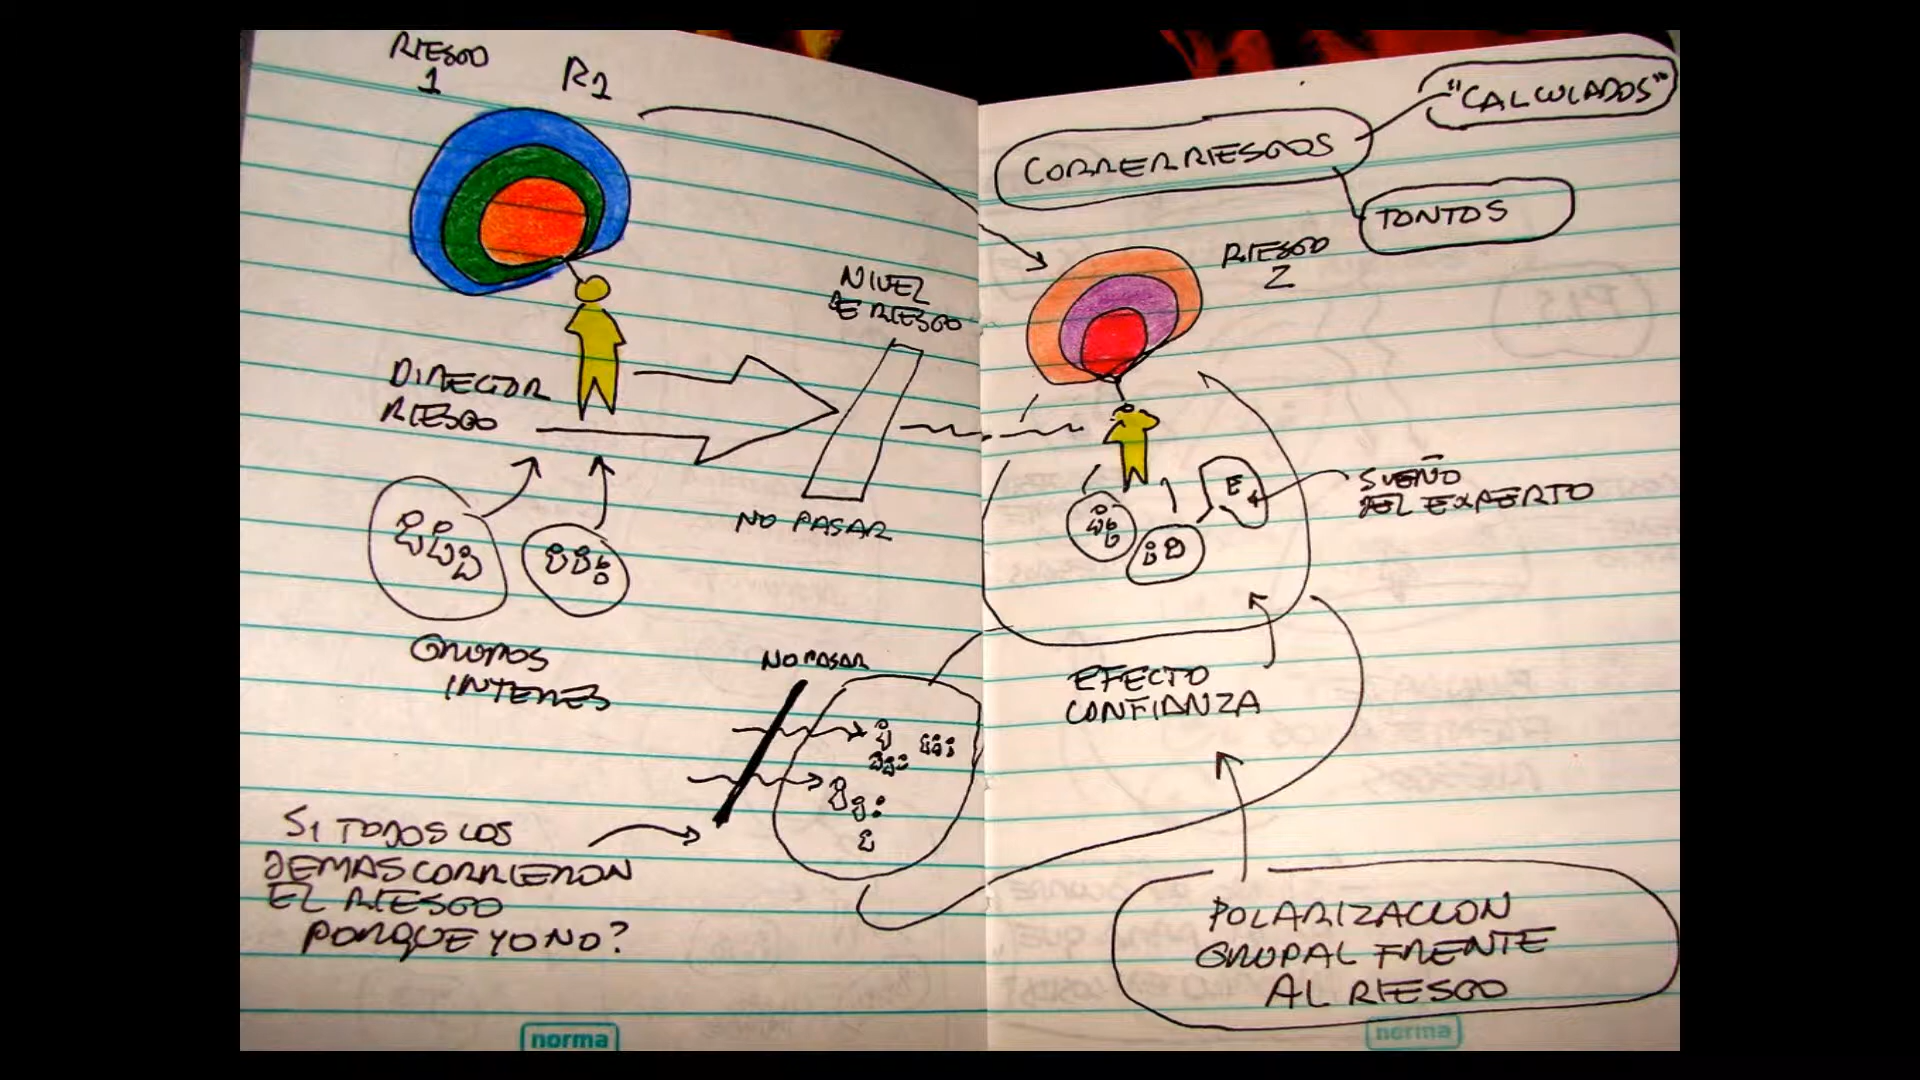 RIESGO
1
R1
NIVEL
DE RIESGO
DIRECTOR
RIESGO
NO PASAR
GRUPOS
INTERES
NO PASAR
SI TODOS LOS
DEMAS CORRIERON
EL RIESGO
PORQUE YO NO?
norma
"CALCULADOS"
CORRER RIESGOS
TONTOS
RIESGO
2
E
SUEÑO
DEL EXPERTO
EFECTO
CONFIANZA
POLARIZACION
GRUPAL FRENTE
AL RIESGO
norma